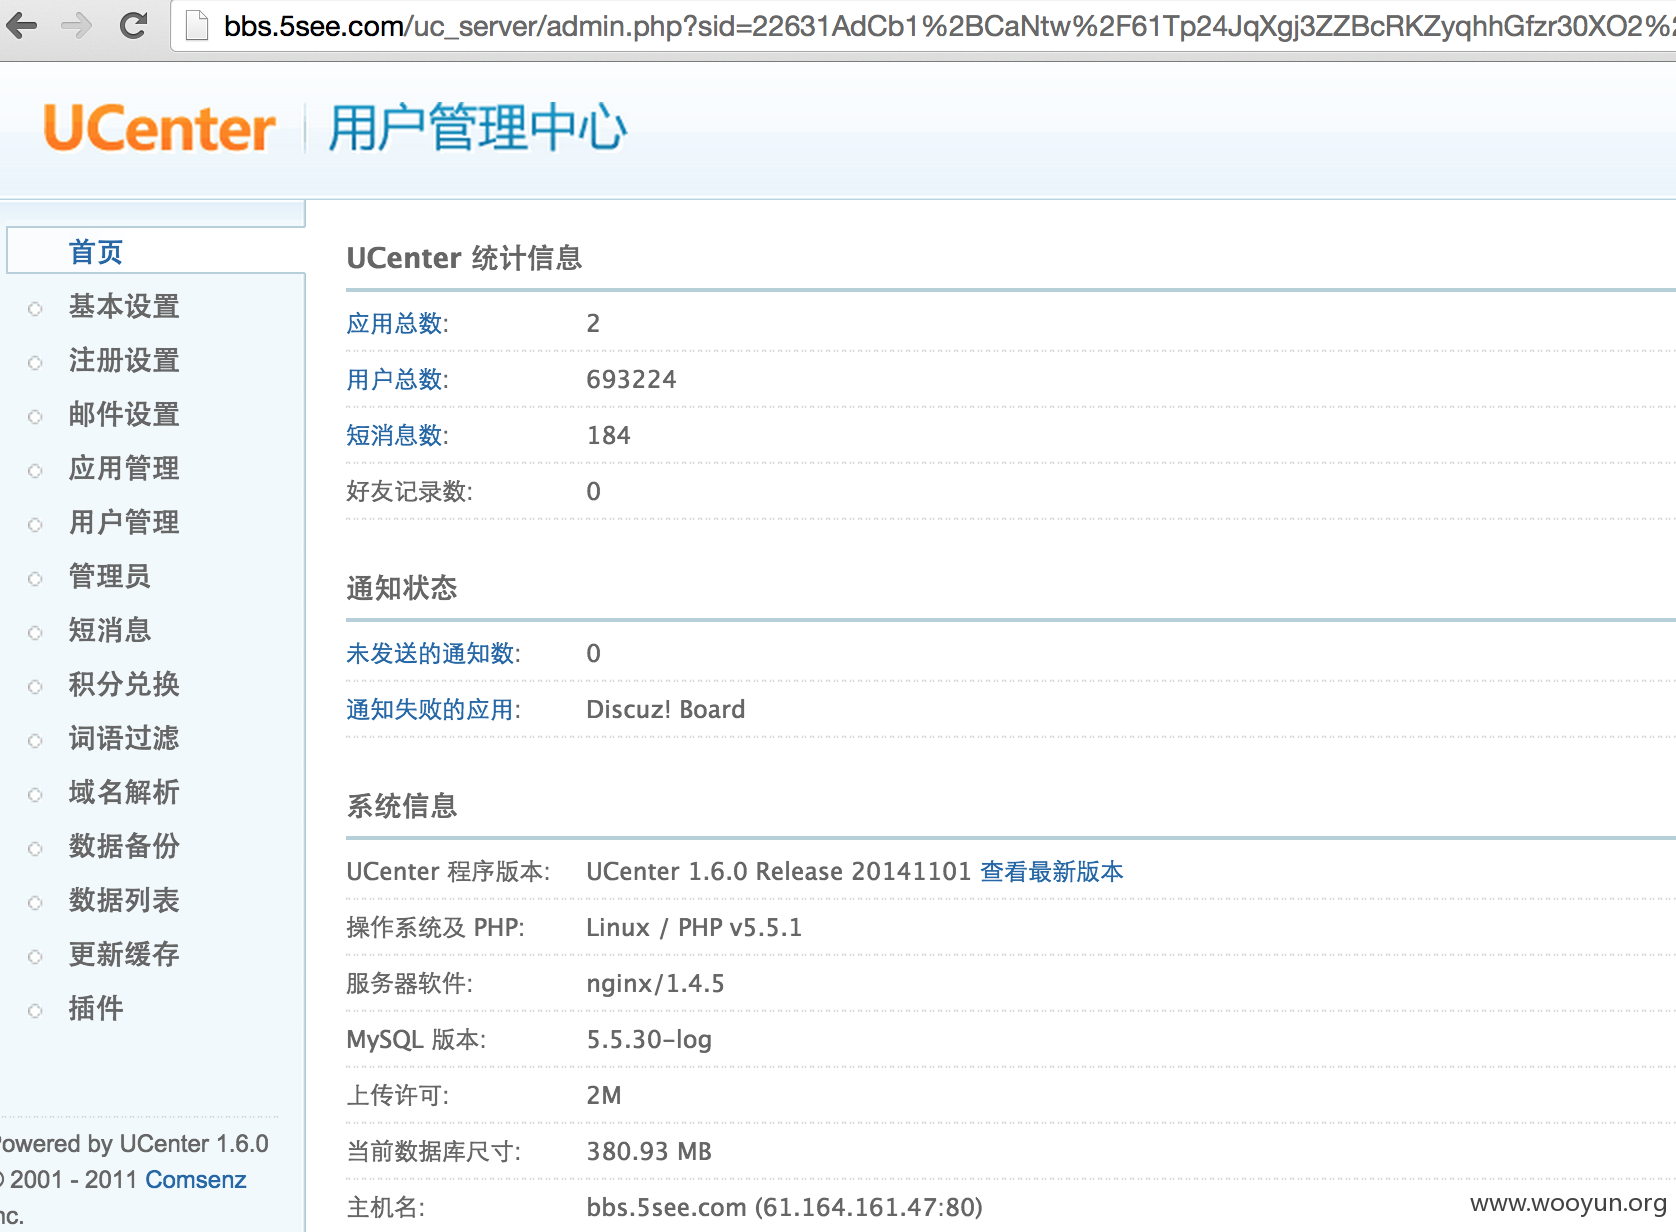 bbs.5see.com/uc_server/admin.php?sid=22631AdCb1%2BCaNtw%2F61Tp24JqXgj3ZZBcRKZyqhhGfzr30XO2%2
UCenter 用户管理中心
首页
基本设置
注册设置
邮件设置
应用管理
用户管理
管理员
短消息
积分兑换
词语过滤
域名解析
数据备份
数据列表
更新缓存
插件
owered by UCenter 1.6.0
© 2001 - 2011 Comsenz
nc.
UCenter 统计信息
应用总数: 2
用户总数: 693224
短消息数: 184
好友记录数: 0
通知状态
未发送的通知数: 0
通知失败的应用: Discuz! Board
系统信息
UCenter 程序版本: UCenter 1.6.0 Release 20141101 查看最新版本
操作系统及 PHP: Linux / PHP v5.5.1
服务器软件: nginx/1.4.5
MySQL 版本: 5.5.30-log
上传许可: 2M
当前数据库尺寸: 380.93 MB
主机名: bbs.5see.com (61.164.161.47:80)
www.wooyun.org